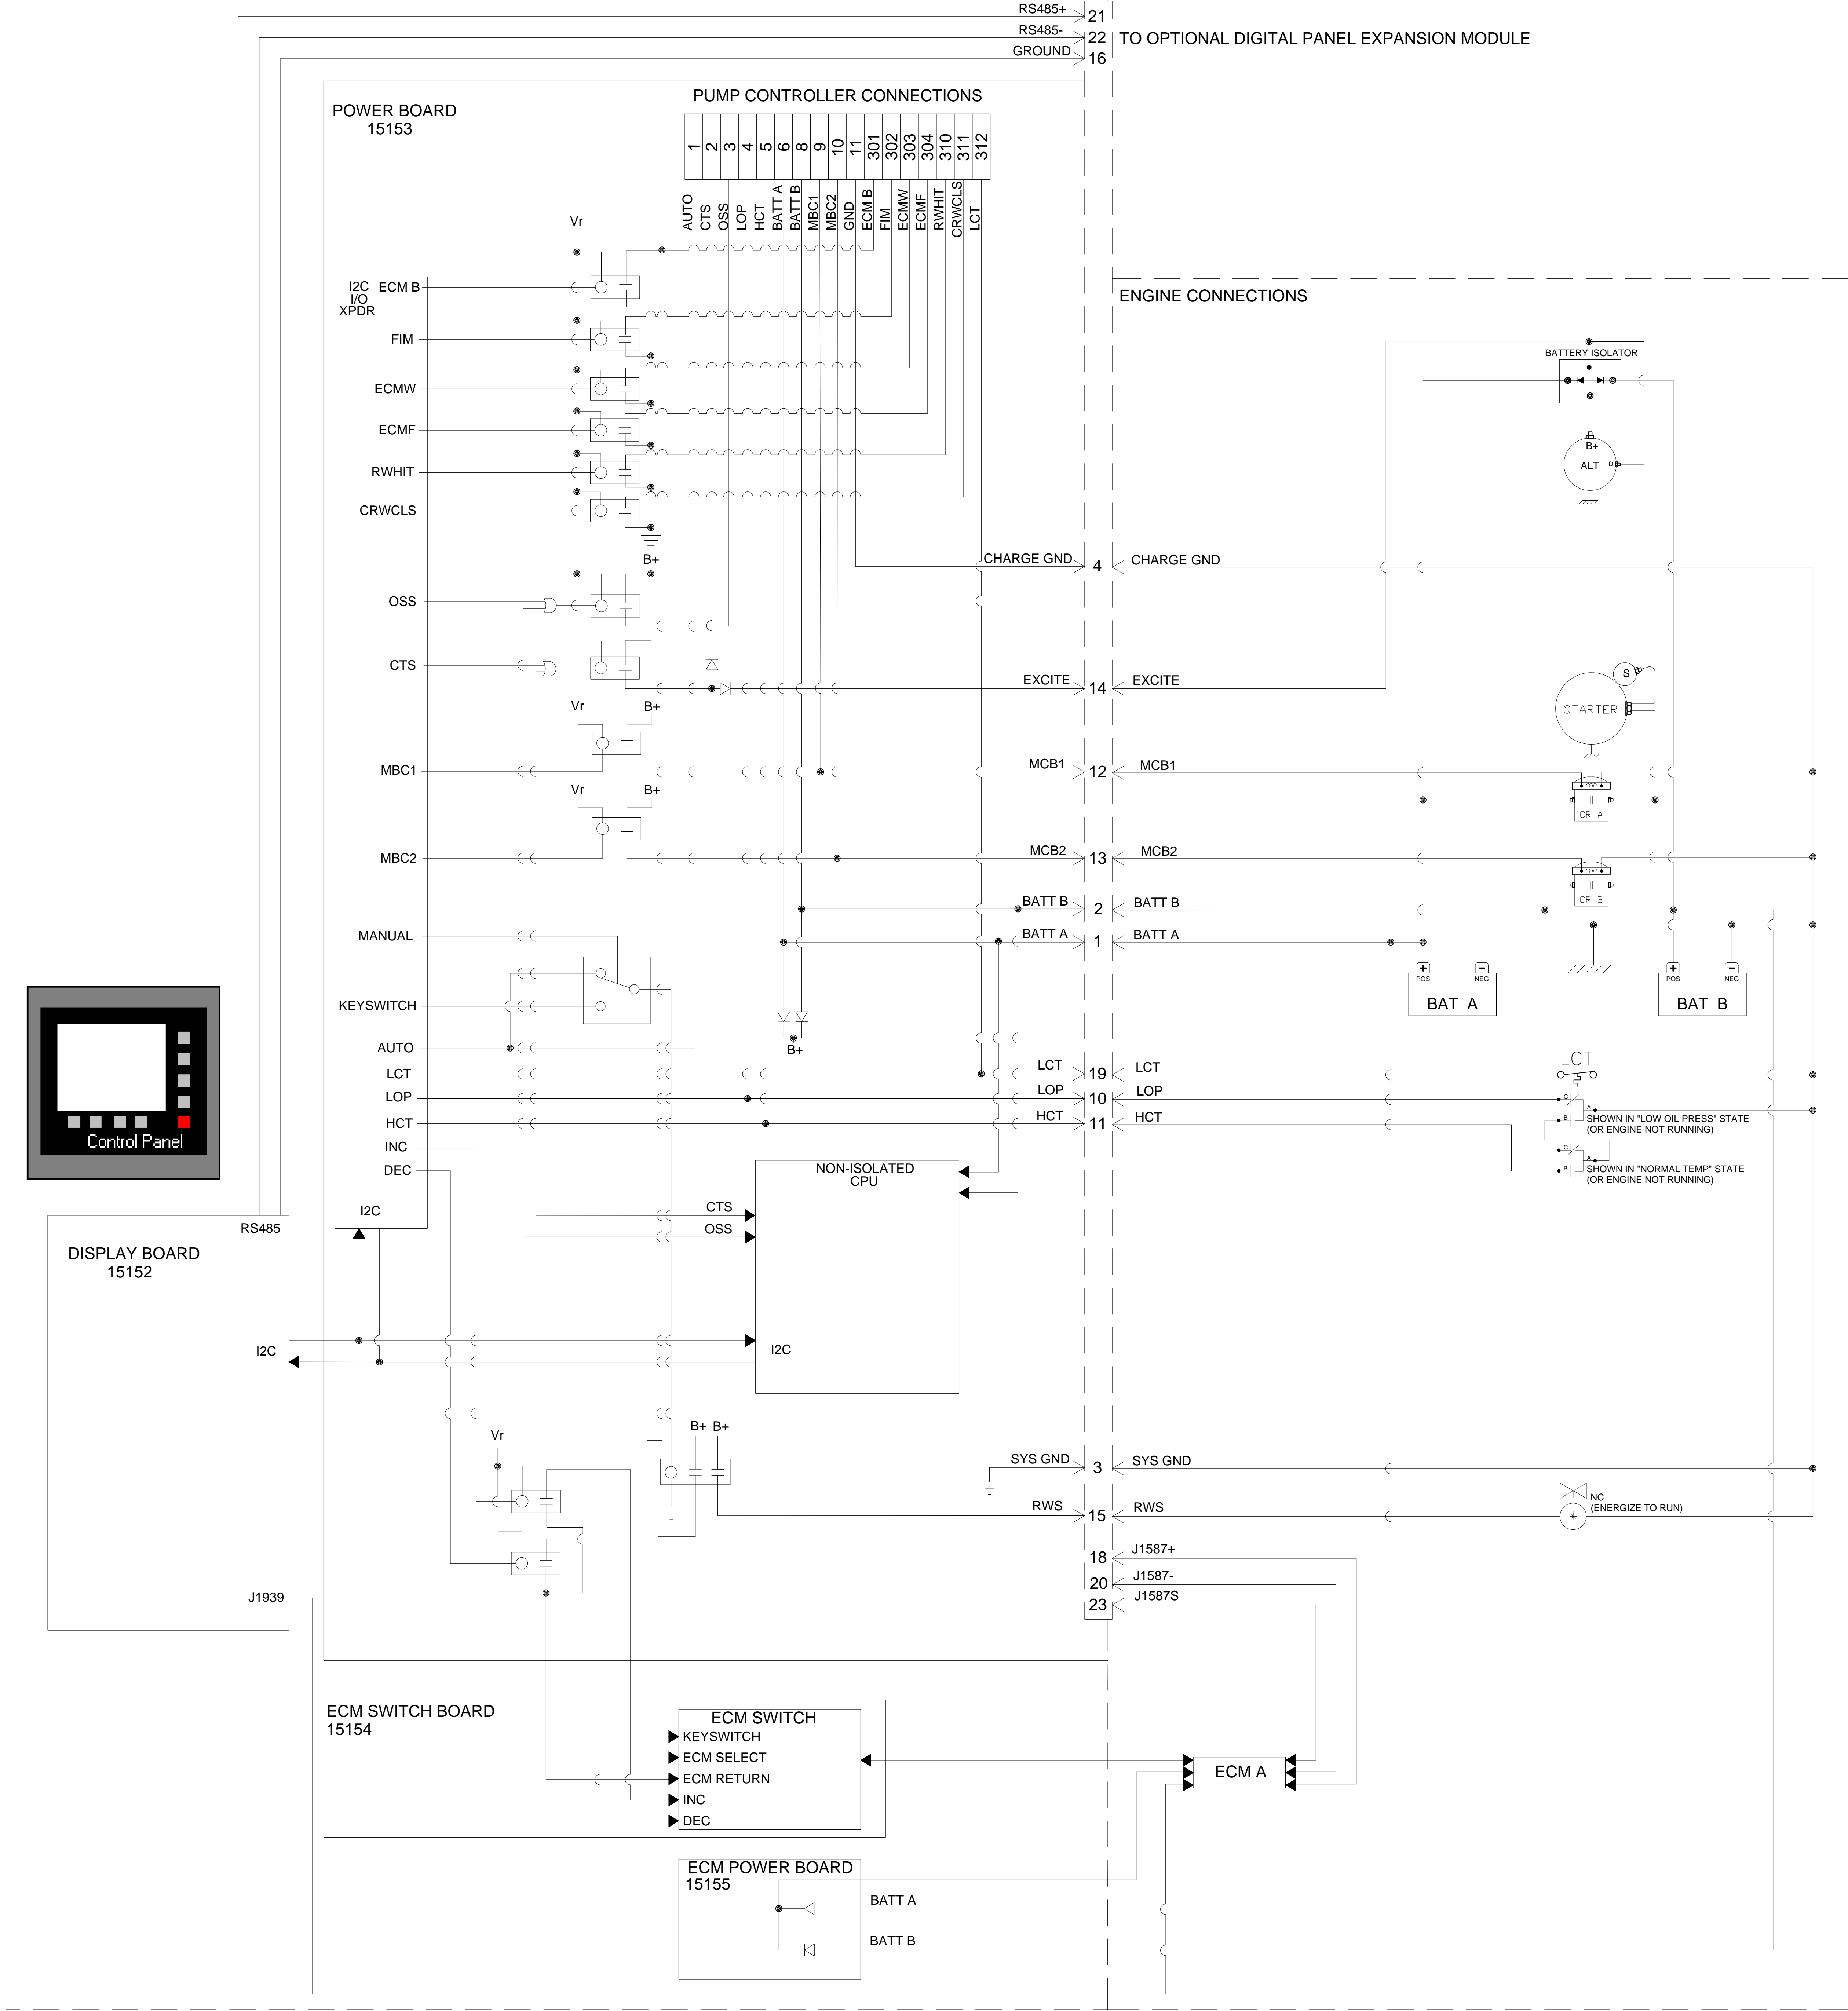 RS485+
21
RS485-
22
TO OPTIONAL DIGITAL PANEL EXPANSION MODULE
GROUND
16
POWER BOARD
15153
PUMP CONTROLLER CONNECTIONS
1
2
3
4
5
6
8
9
10
11
301
302
303
304
310
311
312
AUTO
CTS
OSS
LOP
HCT
BATT A
BATT B
MBC1
MBC2
GND
ECM B
FIM
ECMW
ECMF
RWHIT
CRWCLS
LCT
Vr
I2C
I/O
XPDR
ECM B
FIM
ECMW
ECMF
RWHIT
CRWCLS
B+
OSS
CTS
Vr
B+
MBC1
Vr
B+
MBC2
MANUAL
KEYSWITCH
AUTO
LCT
LOP
HCT
INC
DEC
I2C
B+
ENGINE CONNECTIONS
BATTERY ISOLATOR
B+
ALT
D
CHARGE GND
4
CHARGE GND
EXCITE
14
EXCITE
S
STARTER
MCB1
12
MCB1
CR A
MCB2
13
MCB2
CR B
BATT B
2
BATT B
BATT A
1
BATT A
+
POS
-
NEG
BAT A
+
POS
-
NEG
BAT B
LCT
LCT
19
LCT
LOP
10
LOP
HCT
11
HCT
C
A
B
SHOWN IN "LOW OIL PRESS" STATE
(OR ENGINE NOT RUNNING)
C
A
B
SHOWN IN "NORMAL TEMP" STATE
(OR ENGINE NOT RUNNING)
Control Panel
NON-ISOLATED
CPU
CTS
OSS
I2C
RS485
DISPLAY BOARD
15152
I2C
J1939
Vr
B+
B+
SYS GND
3
SYS GND
RWS
15
RWS
NC
(ENERGIZE TO RUN)
18
J1587+
20
J1587-
23
J1587S
ECM SWITCH BOARD
15154
ECM SWITCH
KEYSWITCH
ECM SELECT
ECM RETURN
INC
DEC
ECM A
ECM POWER BOARD
15155
BATT A
BATT B